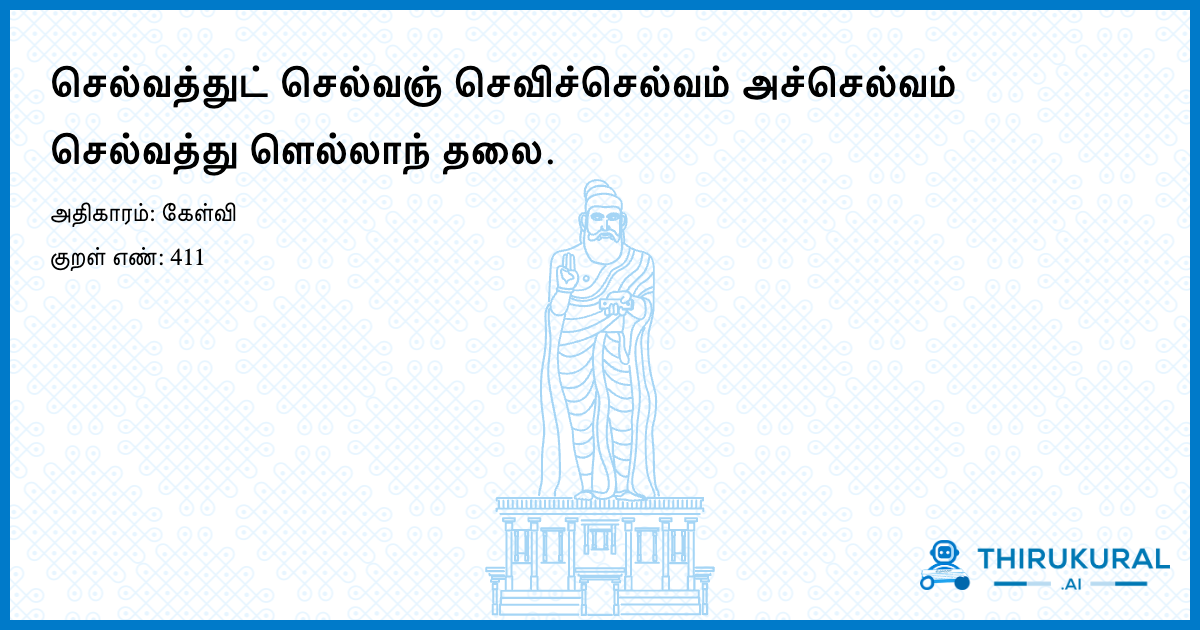 செல்வத்துட் செல்வஞ் செவிச்செல்வம் அச்செல்வம்
செல்வத்து ளெல்லாந் தலை.
அதிகாரம்: கேள்வி
குறள் எண்: 411
THIRUKURAL
.AI